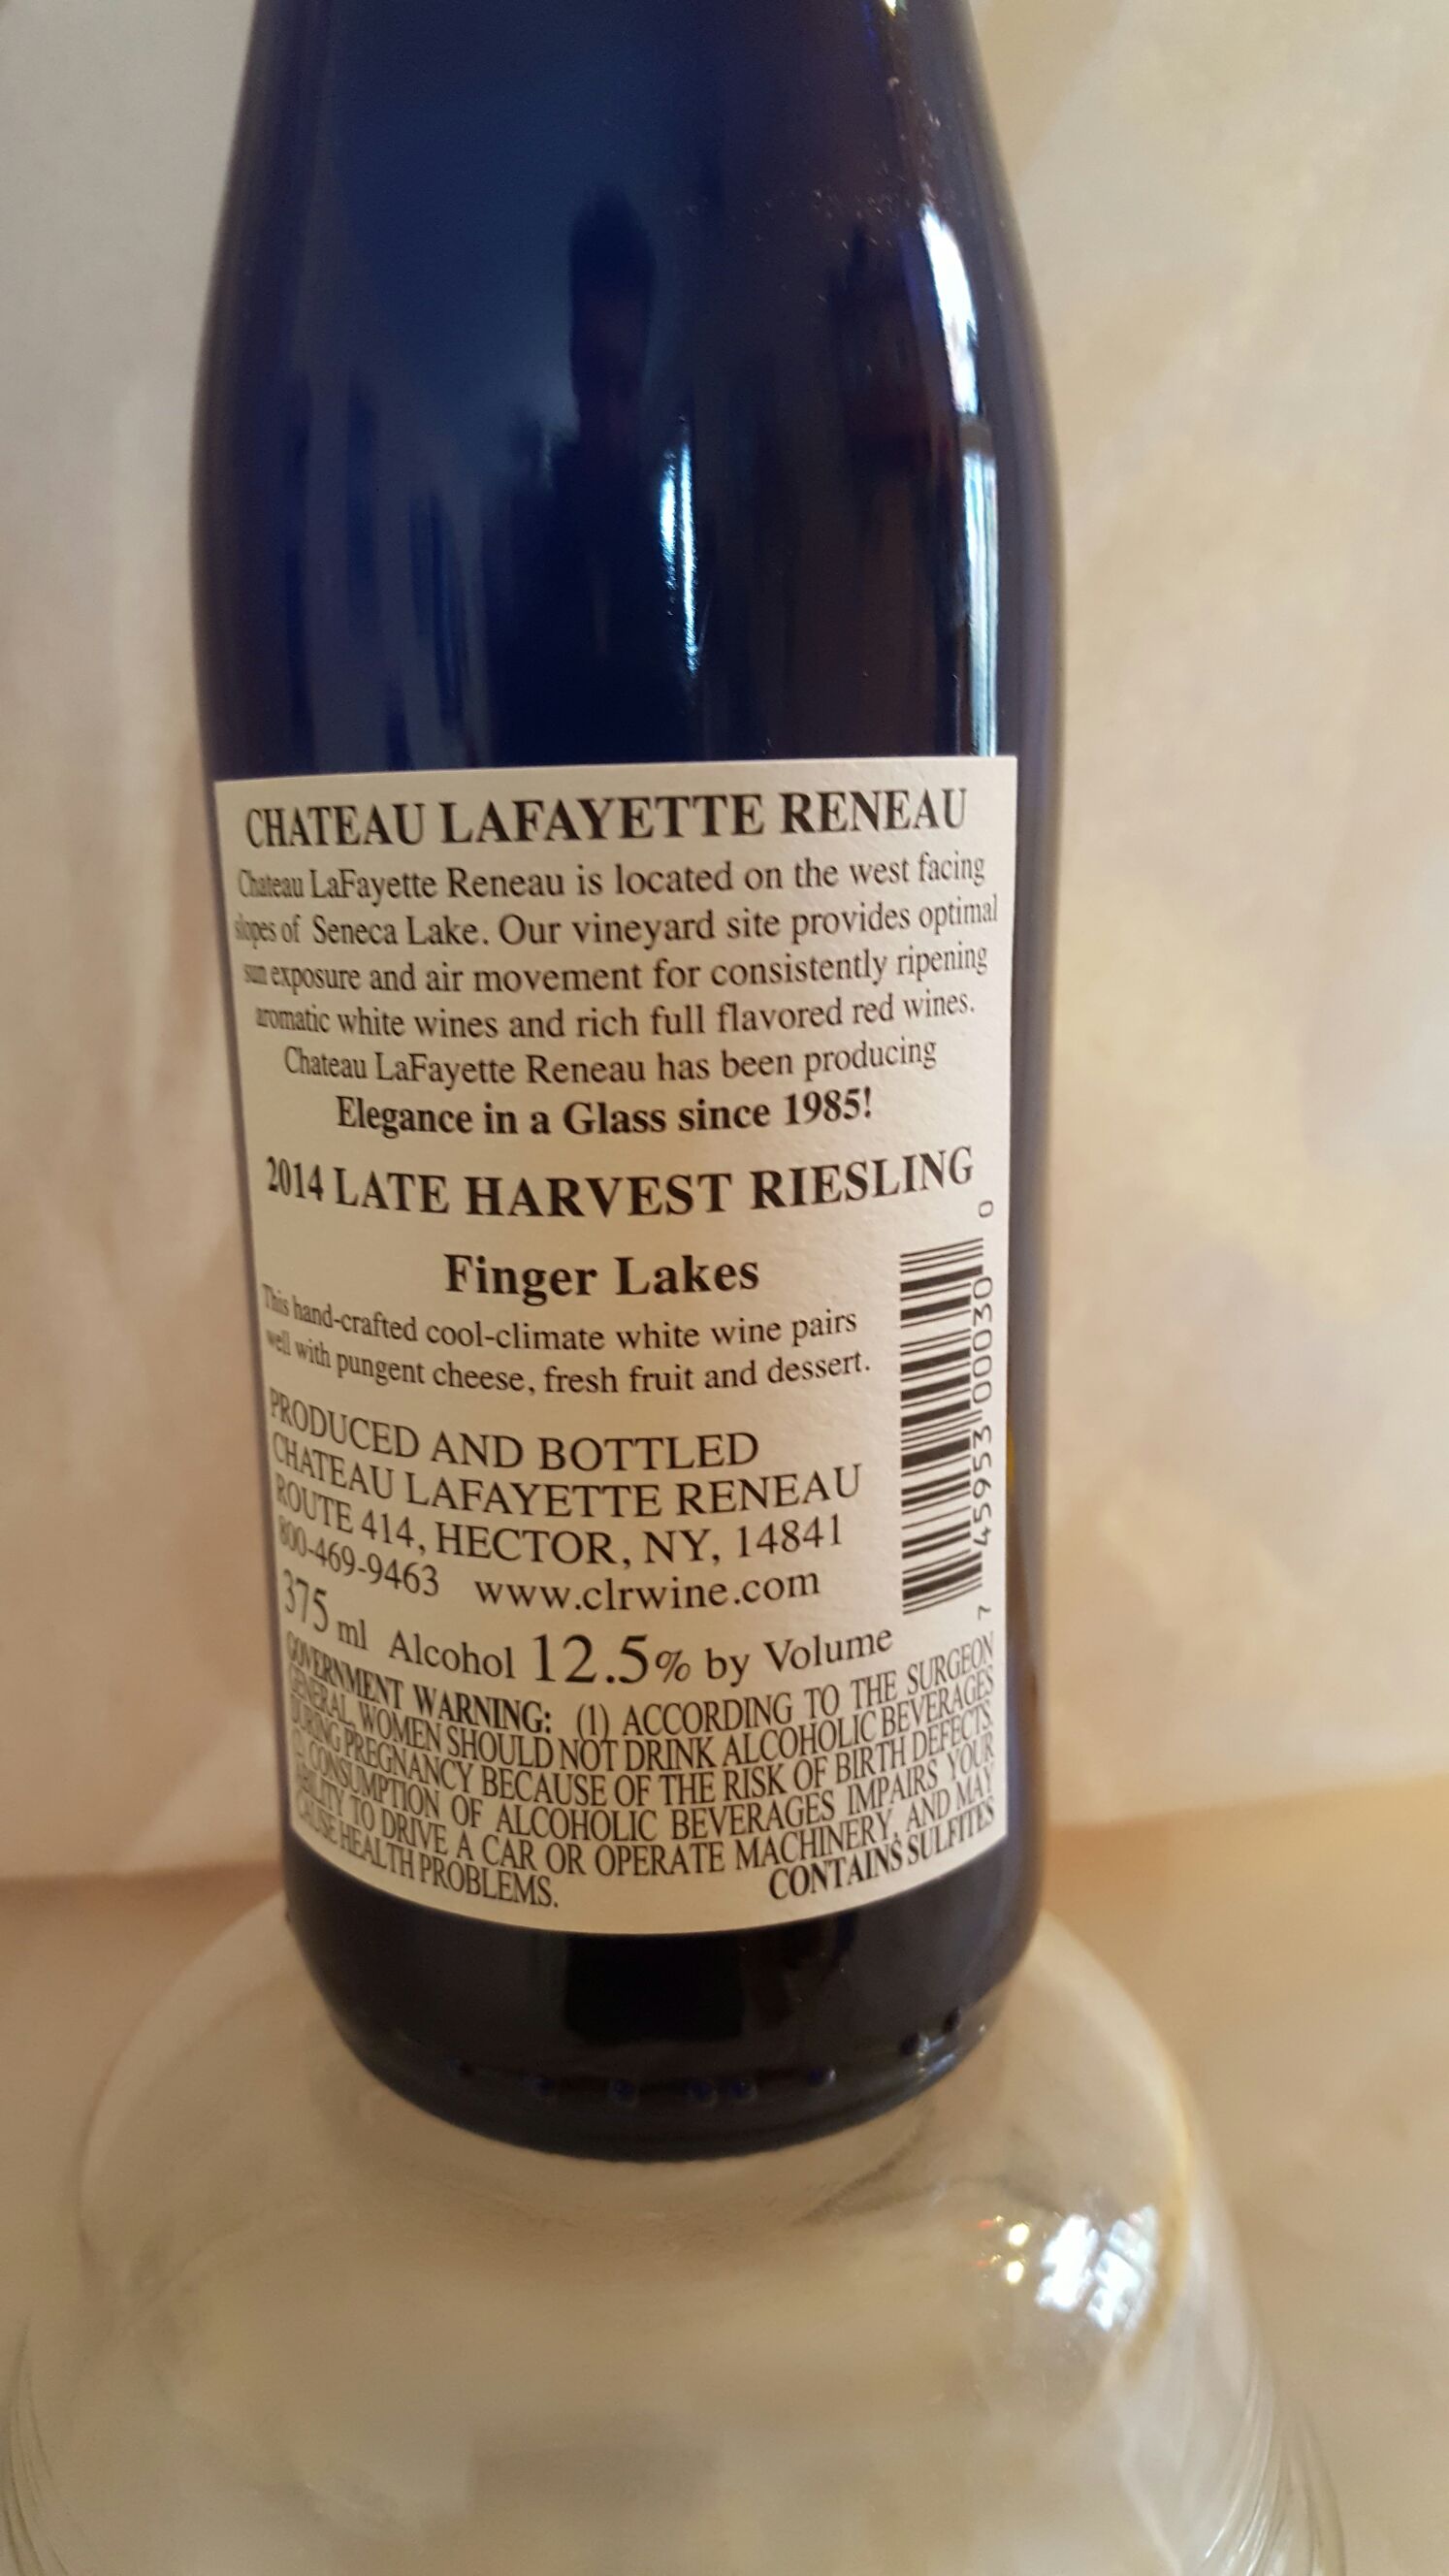 CHATEAU LAFAYETTE RENEAU
Chateau LaFayette Reneau is located on the west facing
slopes of Seneca Lake. Our vineyard site provides optimal
sun exposure and air movement for consistently ripening
aromatic white wines and rich full flavored red wines.
Chateau LaFayette Reneau has been producing
Elegance in a Glass since 1985!
2014 LATE HARVEST RIESLING
Finger Lakes
This hand-crafted cool-climate white wine pairs
well with pungent cheese, fresh fruit and dessert.
PRODUCED AND BOTTLED
CHATEAU LAFAYETTE RENEAU
ROUTE 414, HECTOR, NY, 14841
800-469-9463 www.clrwine.com
375 ml Alcohol 12.5% by Volume
7 45953 00030 0
GOVERNMENT WARNING: (1) ACCORDING TO THE SURGEON
GENERAL, WOMEN SHOULD NOT DRINK ALCOHOLIC BEVERAGES
DURING PREGNANCY BECAUSE OF THE RISK OF BIRTH DEFECTS.
(2) CONSUMPTION OF ALCOHOLIC BEVERAGES IMPAIRS YOUR
ABILITY TO DRIVE A CAR OR OPERATE MACHINERY, AND MAY
CAUSE HEALTH PROBLEMS. CONTAINS SULFITES